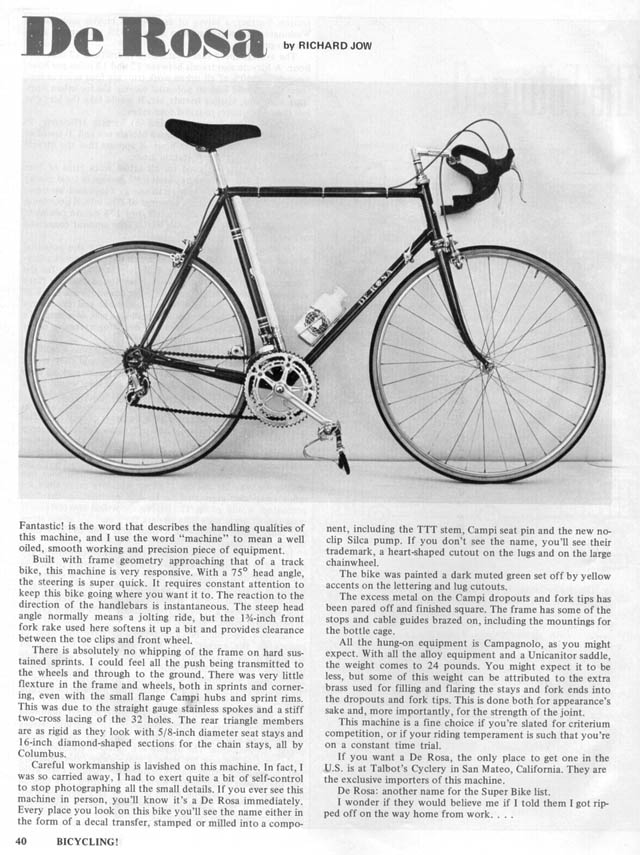 De Rosa
by RICHARD JOW
DE ROSA
Fantastic! is the word that describes the handling qualities of
this machine, and I use the word "machine" to mean a well
oiled, smooth working and precision piece of equipment.
Built with frame geometry approaching that of a track
bike, this machine is very responsive. With a 75° head angle,
the steering is super quick. It requires constant attention to
keep this bike going where you want it to. The reaction to the
direction of the handlebars is instantaneous. The steep head
angle normally means a jolting ride, but the 1¾-inch front
fork rake used here softens it up a bit and provides clearance
between the toe clips and front wheel.
There is absolutely no whipping of the frame on hard sus-
tained sprints. I could feel all the push being transmitted to
the wheels and through to the ground. There was very little
flexture in the frame and wheels, both in sprints and corner-
ing, even with the small flange Campi hubs and sprint rims.
This was due to the straight gauge stainless spokes and a stiff
two-cross lacing of the 32 holes. The rear triangle members
are as rigid as they look with 5/8-inch diameter seat stays and
16-inch diamond-shaped sections for the chain stays, all by
Columbus.
Careful workmanship is lavished on this machine. In fact, I
was so carried away, I had to exert quite a bit of self-control
to stop photographing all the small details. If you ever see this
machine in person, you'll know it's a De Rosa immediately.
Every place you look on this bike you'll see the name either in
the form of a decal transfer, stamped or milled into a compo-
nent, including the TTT stem, Campi seat pin and the new no-
clip Silca pump. If you don't see the name, you'll see their
trademark, a heart-shaped cutout on the lugs and on the large
chainwheel.
The bike was painted a dark muted green set off by yellow
accents on the lettering and lug cutouts.
The excess metal on the Campi dropouts and fork tips has
been pared off and finished square. The frame has some of the
stops and cable guides brazed on, including the mountings for
the bottle cage.
All the hung-on equipment is Campagnolo, as you might
expect. With all the alloy equipment and a Unicanitor saddle,
the weight comes to 24 pounds. You might expect it to be
less, but some of this weight can be attributed to the extra
brass used for filling and flaring the stays and fork ends into
the dropouts and fork tips. This is done both for appearance's
sake and, more importantly, for the strength of the joint.
This machine is a fine choice if you're slated for criterium
competition, or if your riding temperament is such that you're
on a constant time trial.
If you want a De Rosa, the only place to get one in the
U.S. is at Talbot's Cyclery in San Mateo, California. They are
the exclusive importers of this machine.
De Rosa: another name for the Super Bike list.
I wonder if they would believe me if I told them I got rip-
ped off on the way home from work. . . .
40 BICYCLING!